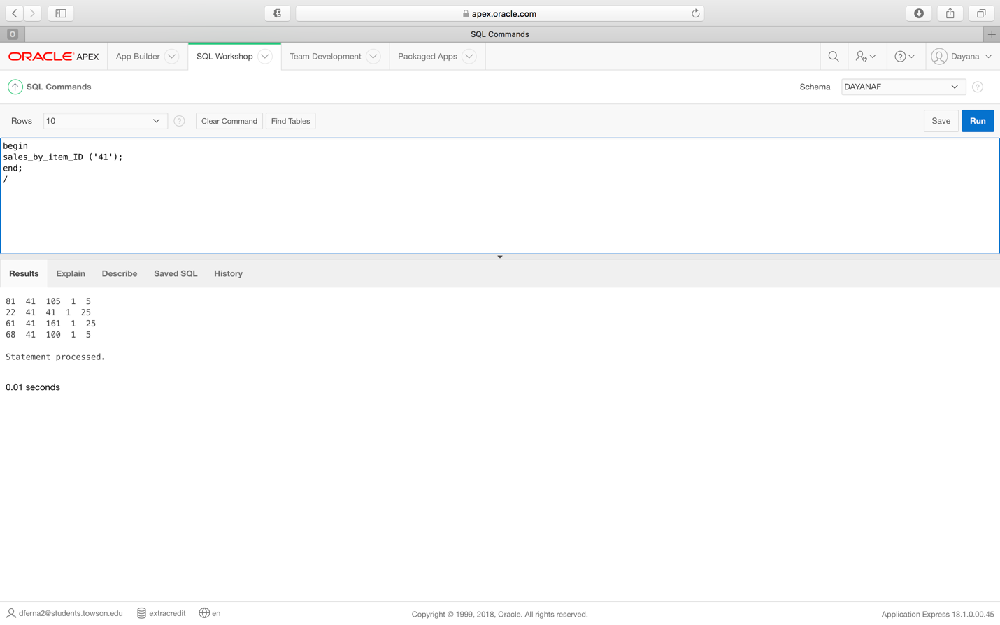 apex.oracle.com
O
SQL Commands
ORACLE APEX App Builder SQL Workshop Team Development Packaged Apps Dayana
SQL Commands Schema DAYANAF
Rows 10 Clear Command Find Tables Save Run
begin
sales_by_item_ID ('41');
end;
/
Results Explain Describe Saved SQL History
81 41 105 1 5
22 41 41 1 25
61 41 161 1 25
68 41 100 1 5
Statement processed.
0.01 seconds
dferna2@students.towson.edu extracredit en Copyright © 1999, 2018, Oracle. All rights reserved. Application Express 18.1.0.00.45